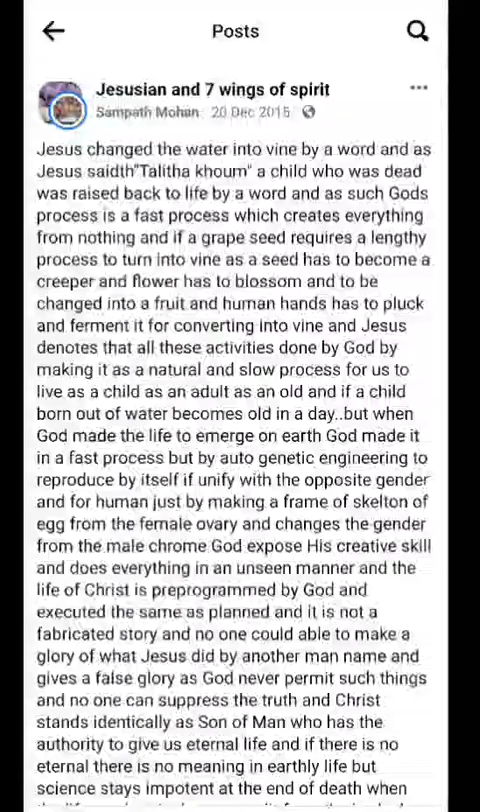 Posts
Jesusian and 7 wings of spirit
Sampath Mohan 20 Dec 2015
Jesus changed the water into vine by a word and as
Jesus saidth"Talitha khoum" a child who was dead
was raised back to life by a word and as such Gods
process is a fast process which creates everything
from nothing and if a grape seed requires a lengthy
process to turn into vine as a seed has to become a
creeper and flower has to blossom and to be
changed into a fruit and human hands has to pluck
and ferment it for converting into vine and Jesus
denotes that all these activities done by God by
making it as a natural and slow process for us to
live as a child as an adult as an old and if a child
born out of water becomes old in a day..but when
God made the life to emerge on earth God made it
in a fast process but by auto genetic engineering to
reproduce by itself if unify with the opposite gender
and for human just by making a frame of skelton of
egg from the female ovary and changes the gender
from the male chrome God expose His creative skill
and does everything in an unseen manner and the
life of Christ is preprogrammed by God and
executed the same as planned and it is not a
fabricated story and no one could able to make a
glory of what Jesus did by another man name and
gives a false glory as God never permit such things
and no one can suppress the truth and Christ
stands identically as Son of Man who has the
authority to give us eternal life and if there is no
eternal there is no meaning in earthly life but
science stays impotent at the end of death when